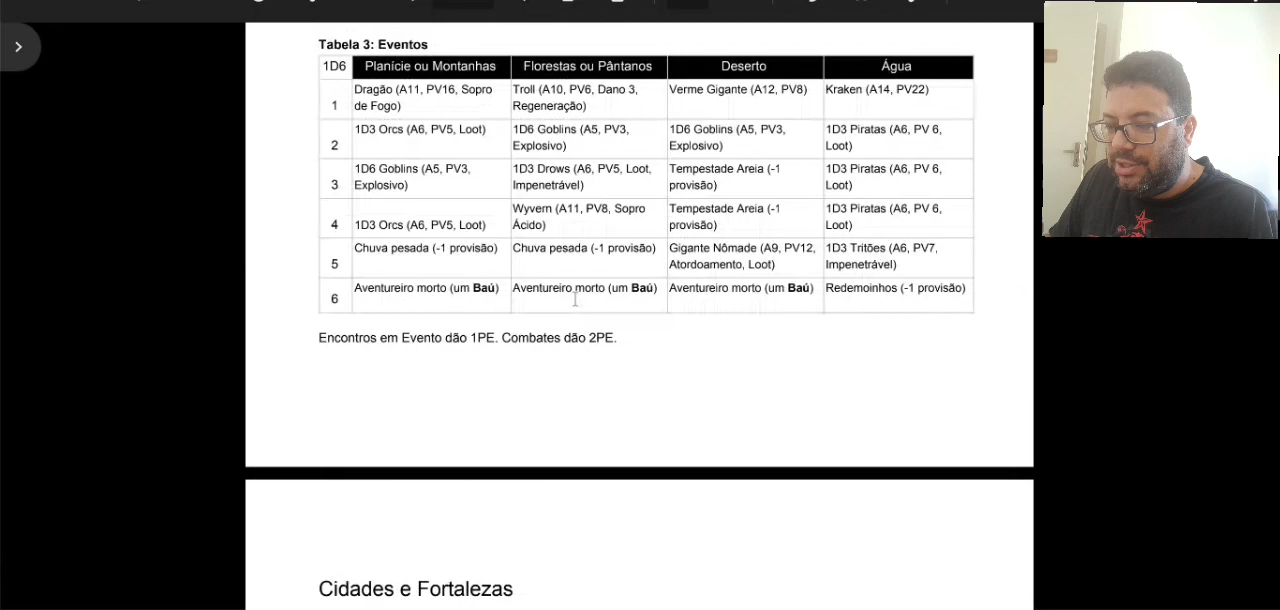 Tabela 3: Eventos
1D6 Planície ou Montanhas Florestas ou Pântanos Deserto Água
1 Dragão (A11, PV16, Sopro de Fogo) Troll (A10, PV6, Dano 3, Regeneração) Verme Gigante (A12, PV8) Kraken (A14, PV22)
2 1D3 Orcs (A6, PV5, Loot) 1D6 Goblins (A5, PV3, Explosivo) 1D6 Goblins (A5, PV3, Explosivo) 1D3 Piratas (A6, PV 6, Loot)
3 1D6 Goblins (A5, PV3, Explosivo) 1D3 Drows (A6, PV5, Loot, Impenetrável) Tempestade Areia (-1 provisão) 1D3 Piratas (A6, PV 6, Loot)
4 1D3 Orcs (A6, PV5, Loot) Wyvern (A11, PV8, Sopro Ácido) Tempestade Areia (-1 provisão) 1D3 Piratas (A6, PV 6, Loot)
5 Chuva pesada (-1 provisão) Chuva pesada (-1 provisão) Gigante Nômade (A9, PV12, Atordoamento, Loot) 1D3 Tritões (A6, PV7, Impenetrável)
6 Aventureiro morto (um Baú) Aventureiro morto (um Baú) Aventureiro morto (um Baú) Redemoinhos (-1 provisão)
Encontros em Evento dão 1PE. Combates dão 2PE.
Cidades e Fortalezas